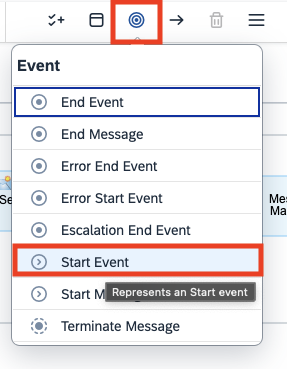 Event
End Event
End Message
Error End Event
Error Start Event
Escalation End Event
Start Event
Start
Represents an Start event
Terminate Message
Se
Mes
Ma